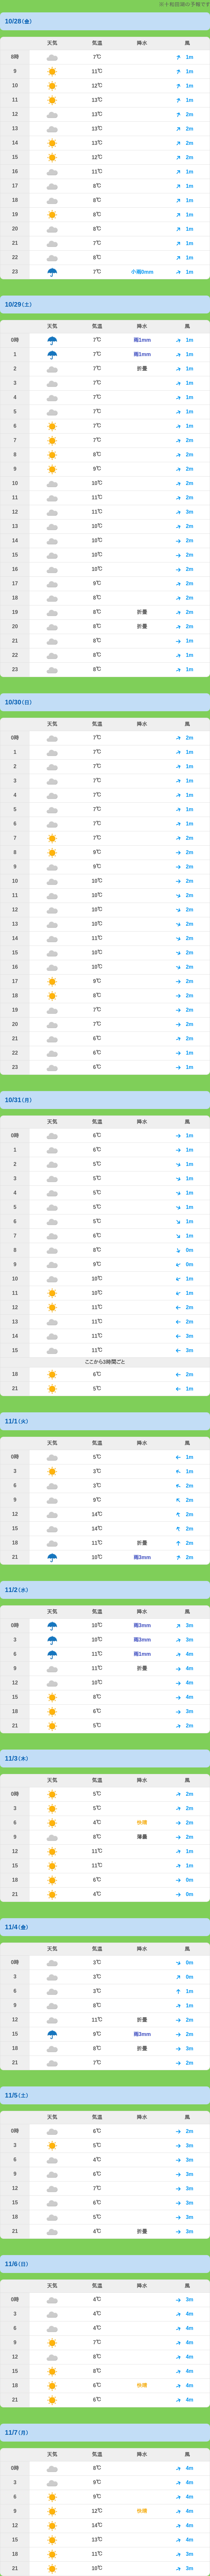 ※十和田湖の予報です
10/28(金)
天気 気温 降水 風
8時 7℃ 1m
9 11℃ 1m
10 12℃ 1m
11 13℃ 1m
12 13℃ 2m
13 13℃ 2m
14 13℃ 2m
15 12℃ 2m
16 11℃ 1m
17 8℃ 1m
18 8℃ 1m
19 8℃ 1m
20 8℃ 1m
21 7℃ 1m
22 8℃ 1m
23 7℃ 小雨0mm 1m
10/29(土)
天気 気温 降水 風
0時 7℃ 雨1mm 1m
1 7℃ 雨1mm 1m
2 7℃ 折畳 1m
3 7℃ 1m
4 7℃ 1m
5 7℃ 1m
6 7℃ 1m
7 7℃ 2m
8 8℃ 2m
9 9℃ 2m
10 10℃ 2m
11 11℃ 2m
12 11℃ 3m
13 10℃ 2m
14 10℃ 2m
15 10℃ 2m
16 10℃ 2m
17 9℃ 2m
18 8℃ 2m
19 8℃ 折畳 2m
20 8℃ 折畳 2m
21 8℃ 1m
22 8℃ 1m
23 8℃ 1m
10/30(日)
天気 気温 降水 風
0時 7℃ 2m
1 7℃ 1m
2 7℃ 1m
3 7℃ 1m
4 7℃ 1m
5 7℃ 1m
6 7℃ 1m
7 7℃ 2m
8 9℃ 2m
9 9℃ 2m
10 10℃ 2m
11 10℃ 2m
12 10℃ 2m
13 10℃ 2m
14 11℃ 2m
15 10℃ 2m
16 10℃ 2m
17 9℃ 2m
18 8℃ 2m
19 7℃ 2m
20 7℃ 2m
21 6℃ 2m
22 6℃ 1m
23 6℃ 1m
10/31(月)
天気 気温 降水 風
0時 6℃ 1m
1 6℃ 1m
2 5℃ 1m
3 5℃ 1m
4 5℃ 1m
5 5℃ 1m
6 5℃ 1m
7 6℃ 1m
8 8℃ 0m
9 9℃ 0m
10 10℃ 1m
11 10℃ 1m
12 11℃ 2m
13 11℃ 2m
14 11℃ 3m
15 11℃ 3m
ここから3時間ごと
18 6℃ 2m
21 5℃ 1m
11/1(火)
天気 気温 降水 風
0時 5℃ 1m
3 3℃ 1m
6 3℃ 2m
9 9℃ 2m
12 14℃ 2m
15 14℃ 2m
18 11℃ 折畳 1m
21 10℃ 雨3mm 2m
11/2(水)
天気 気温 降水 風
0時 10℃ 雨3mm 3m
3 10℃ 雨3mm 3m
6 11℃ 雨1mm 4m
9 11℃ 折畳 4m
12 10℃ 4m
15 8℃ 4m
18 6℃ 3m
21 5℃ 2m
11/3(木)
天気 気温 降水 風
0時 5℃ 2m
3 5℃ 2m
6 4℃ 快晴 2m
9 8℃ 薄曇 2m
12 11℃ 1m
15 11℃ 1m
18 6℃ 0m
21 4℃ 0m
11/4(金)
天気 気温 降水 風
0時 3℃ 0m
3 3℃ 0m
6 3℃ 1m
9 8℃ 1m
12 11℃ 折畳 2m
15 9℃ 雨3mm 2m
18 8℃ 折畳 3m
21 7℃ 2m
11/5(土)
天気 気温 降水 風
0時 6℃ 2m
3 5℃ 3m
6 4℃ 3m
9 6℃ 3m
12 7℃ 3m
15 6℃ 3m
18 5℃ 3m
21 4℃ 折畳 3m
11/6(日)
天気 気温 降水 風
0時 4℃ 3m
3 4℃ 4m
6 4℃ 4m
9 7℃ 4m
12 8℃ 4m
15 8℃ 4m
18 6℃ 快晴 4m
21 6℃ 4m
11/7(月)
天気 気温 降水 風
0時 8℃ 4m
3 9℃ 4m
6 9℃ 4m
9 12℃ 快晴 4m
12 14℃ 4m
15 13℃ 4m
18 11℃ 3m
21 10℃ 3m